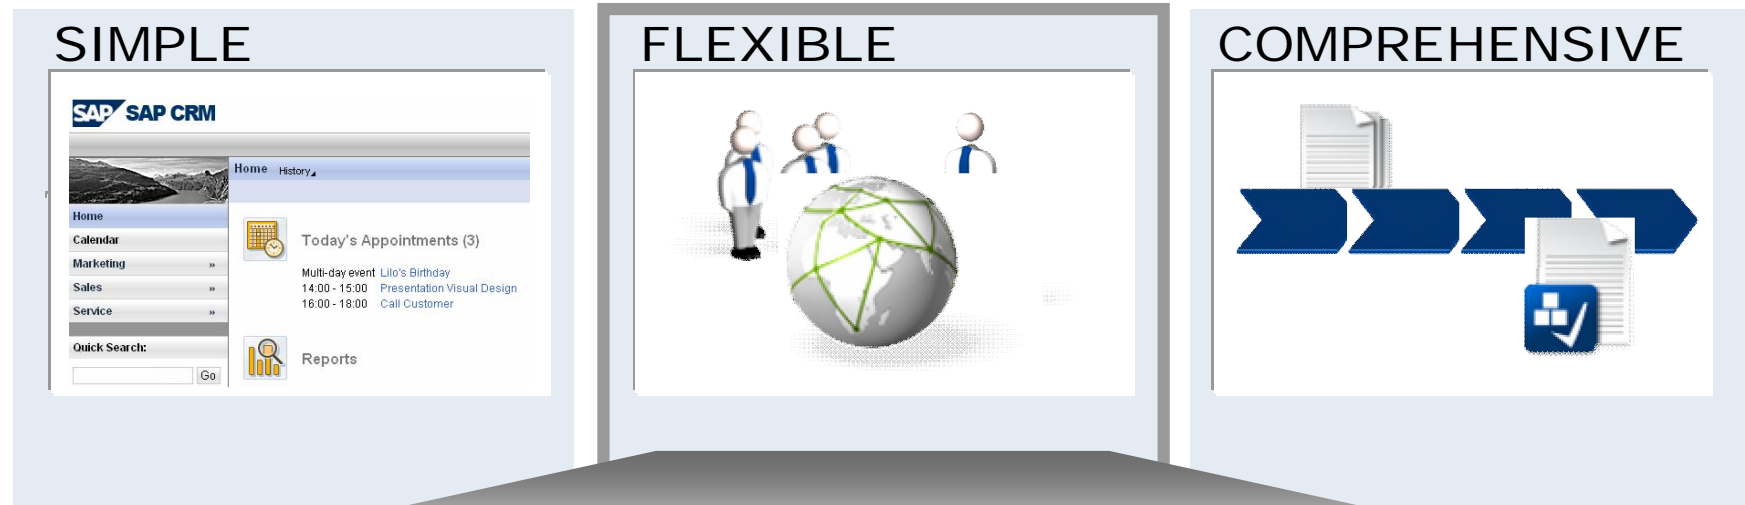 SIMPLE
SAP SAP CRM
Home History
Home
Calendar
Marketing »
Sales »
Service »
Quick Search:
Go
Today's Appointments (3)
Multi-day event Lilo's Birthday
14:00 - 15:00 Presentation Visual Design
16:00 - 18:00 Call Customer
Reports
FLEXIBLE
COMPREHENSIVE